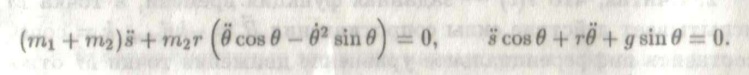 (m₁ + m₂)s̈ + m₂r (θ̈ cos θ − θ̇² sin θ) = 0,   s̈ cos θ + rθ̈ + g sin θ = 0.